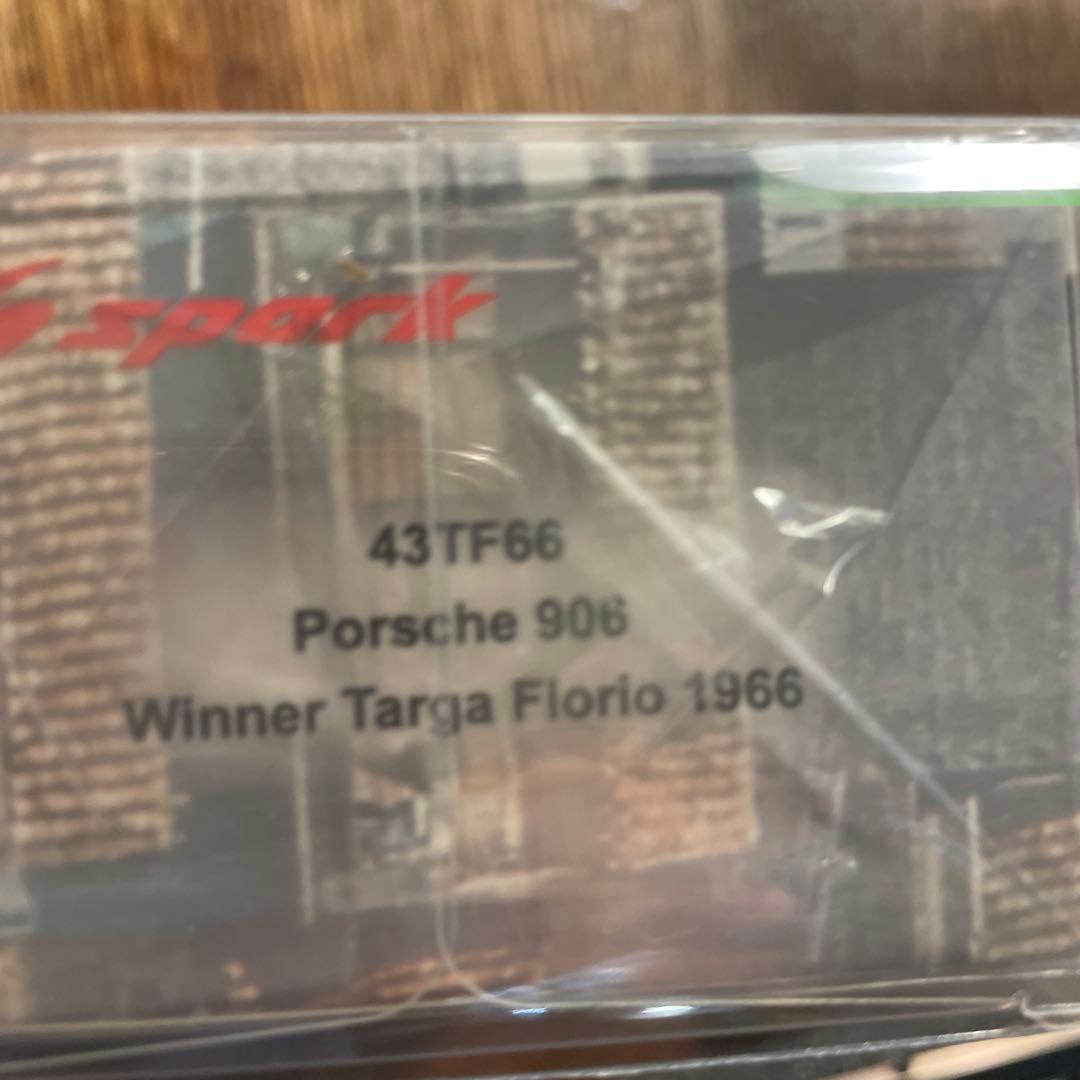 spark
43TF66
Porsche 906
Winner Targa Florio 1966